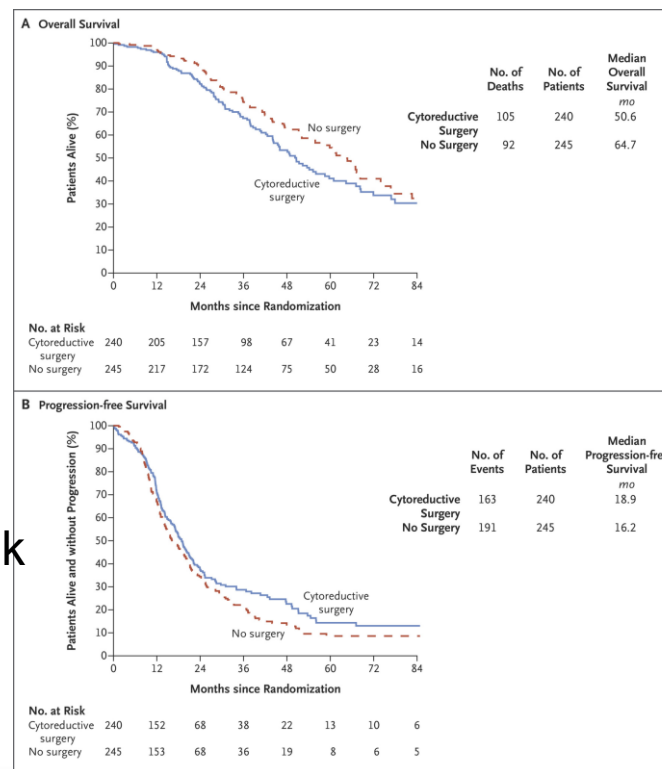 A Overall Survival
Patients Alive (%)
100
90
80
70
60
50
40
30
20
10
0
No surgery
Cytoreductive
surgery
0 12 24 36 48 60 72 84
Months since Randomization
No. of
Deaths
No. of
Patients
Median
Overall
Survival
mo
Cytoreductive
Surgery
105 240 50.6
No Surgery 92 245 64.7
No. at Risk
Cytoreductive
surgery
240 205 157 98 67 41 23 14
No surgery 245 217 172 124 75 50 28 16
B Progression-free Survival
k
Patients Alive and without Progression (%)
100
90
80
70
60
50
40
30
20
10
0
Cytoreductive
surgery
No surgery
0 12 24 36 48 60 72 84
Months since Randomization
No. of
Events
No. of
Patients
Median
Progression-free
Survival
mo
Cytoreductive
Surgery
163 240 18.9
No Surgery 191 245 16.2
No. at Risk
Cytoreductive
surgery
240 152 68 38 22 13 10 6
No surgery 245 153 68 36 19 8 6 5